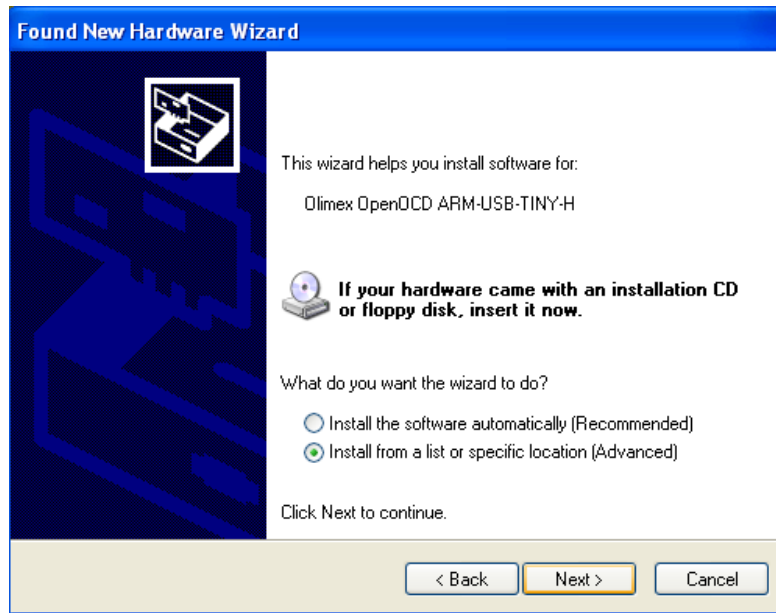 Found New Hardware Wizard
This wizard helps you install software for:
Olimex OpenOCD ARM-USB-TINY-H
If your hardware came with an installation CD
or floppy disk, insert it now.
What do you want the wizard to do?
Install the software automatically (Recommended)
Install from a list or specific location (Advanced)
Click Next to continue.
< Back Next > Cancel